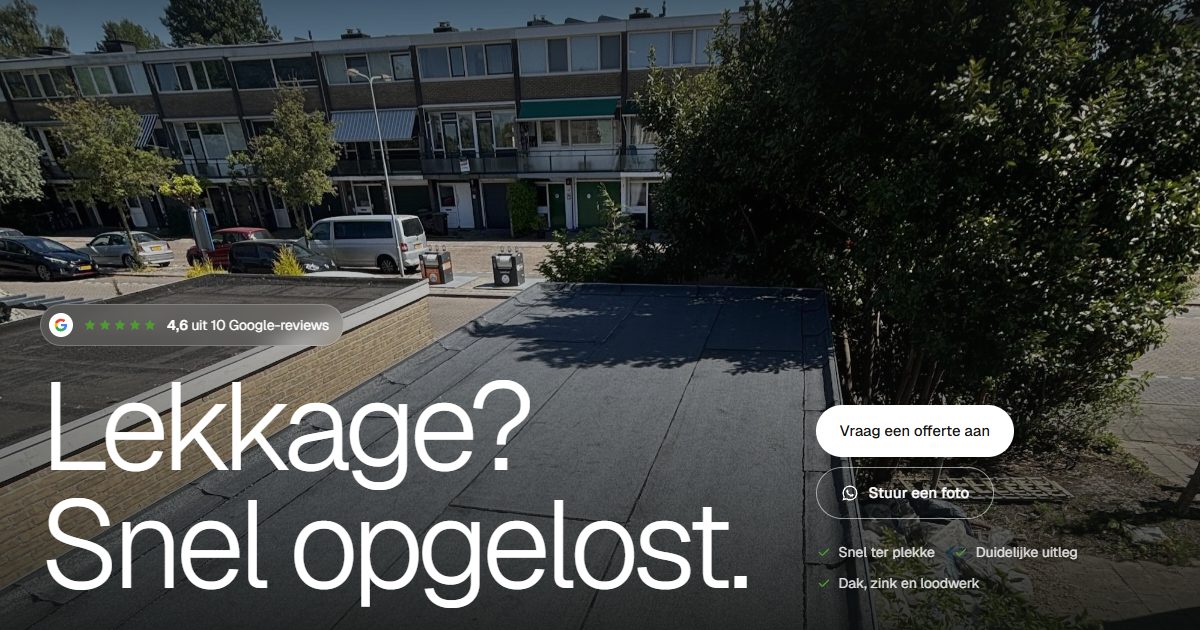 4,6 uit 10 Google-reviews
Lekkage?
Snel opgelost.
Vraag een offerte aan
Stuur een foto
Snel ter plekke
Duidelijke uitleg
Dak, zink en loodwerk